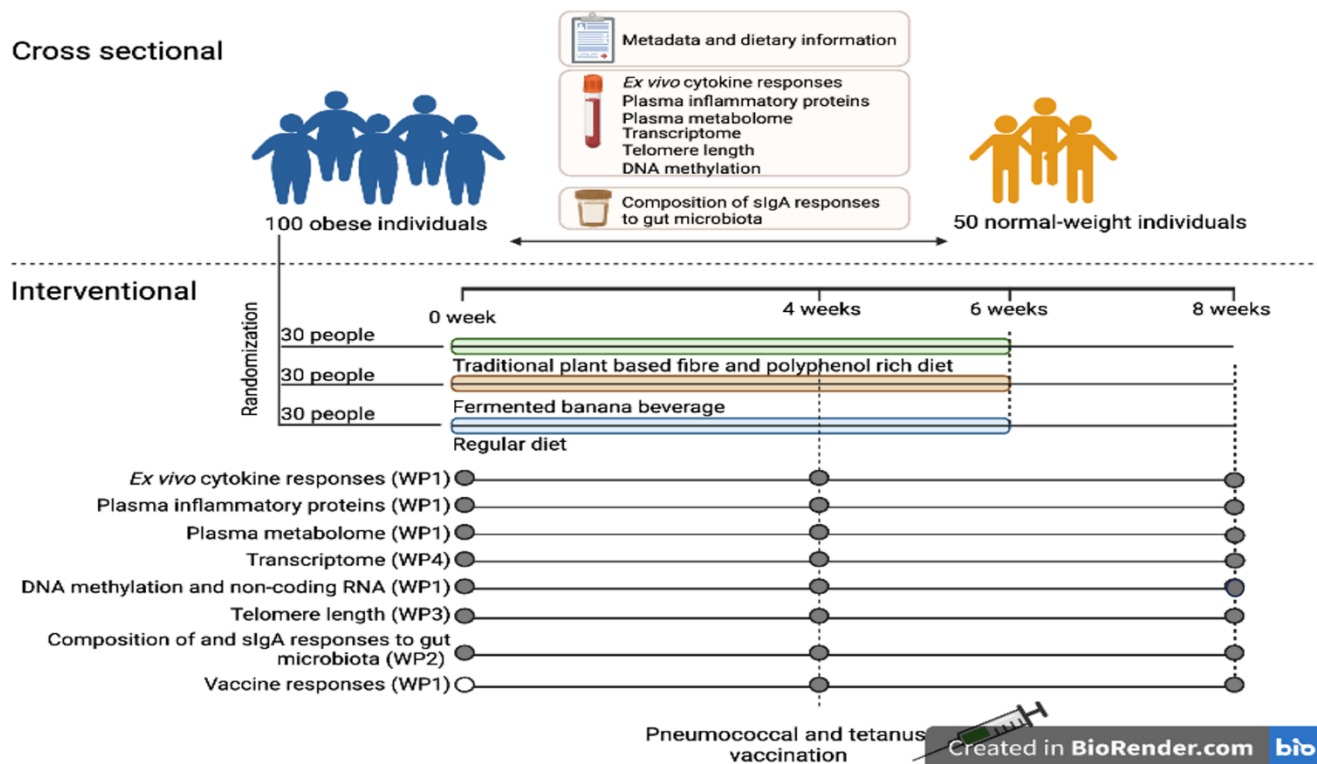 Cross sectional
Metadata and dietary information
Ex vivo cytokine responses
Plasma inflammatory proteins
Plasma metabolome
Transcriptome
Telomere length
DNA methylation
Composition of sIgA responses
to gut microbiota
100 obese individuals
50 normal-weight individuals
Interventional
Randomization
0 week
4 weeks
6 weeks
8 weeks
30 people
Traditional plant based fibre and polyphenol rich diet
30 people
Fermented banana beverage
30 people
Regular diet
Ex vivo cytokine responses (WP1)
Plasma inflammatory proteins (WP1)
Plasma metabolome (WP1)
Transcriptome (WP4)
DNA methylation and non-coding RNA (WP1)
Telomere length (WP3)
Composition of and sIgA responses to gut
microbiota (WP2)
Vaccine responses (WP1)
Pneumococcal and tetanus
vaccination
Created in BioRender.com
bio